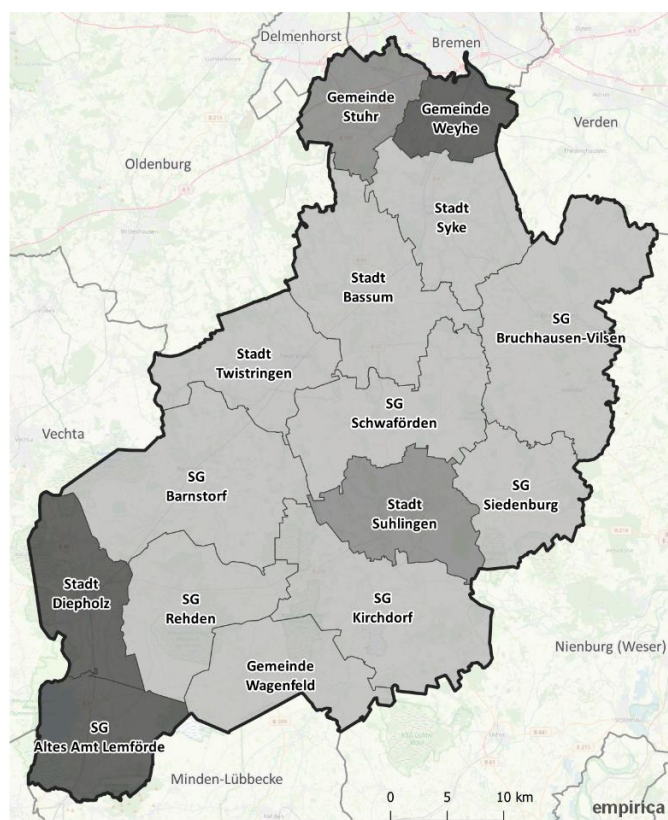 Delmenhorst
Bremen
Gemeinde
Stuhr
Gemeinde
Weyhe
Verden
Oldenburg
Stadt
Syke
Stadt
Bassum
SG
Bruchhausen-Vilsen
Stadt
Twistringen
SG
Schwaförden
Vechta
SG
Barnstorf
SG
Siedenburg
Stadt
Suhlingen
Stadt
Diepholz
SG
Rehden
SG
Kirchdorf
Nienburg (Weser)
Gemeinde
Wagenfeld
SG
Altes Amt Lemförde
Minden-Lübbecke
0 5 10 km
empirica